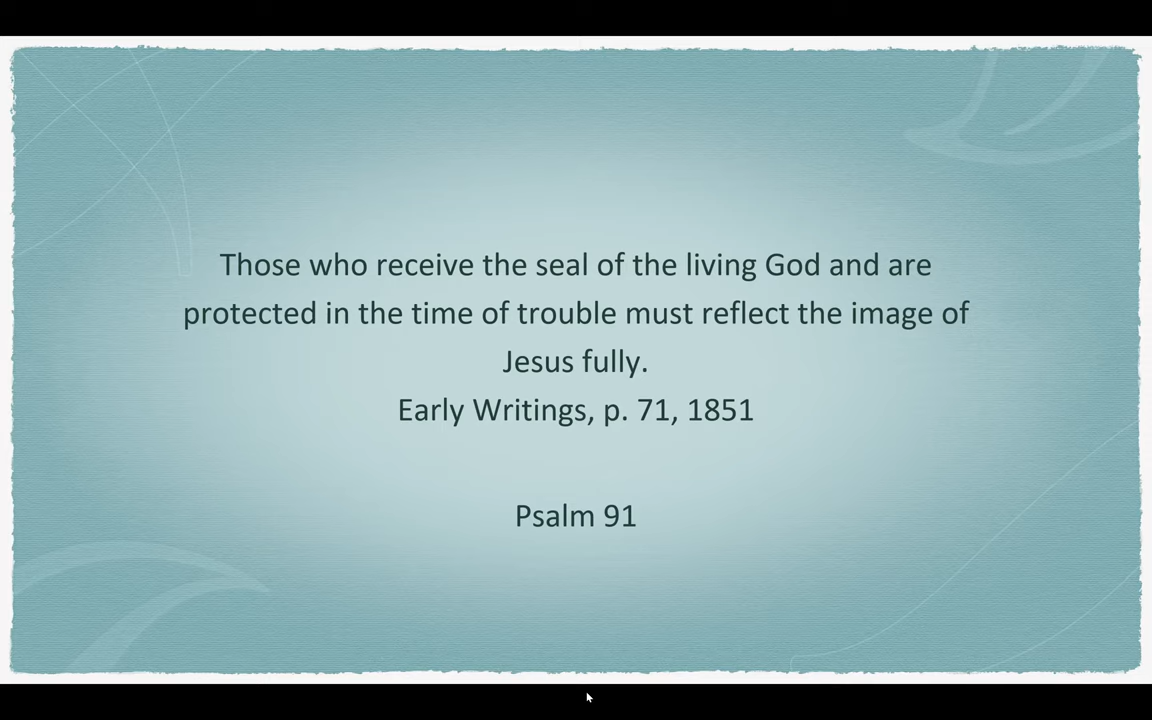 Those who receive the seal of the living God and are
protected in the time of trouble must reflect the image of
Jesus fully.
Early Writings, p. 71, 1851
Psalm 91